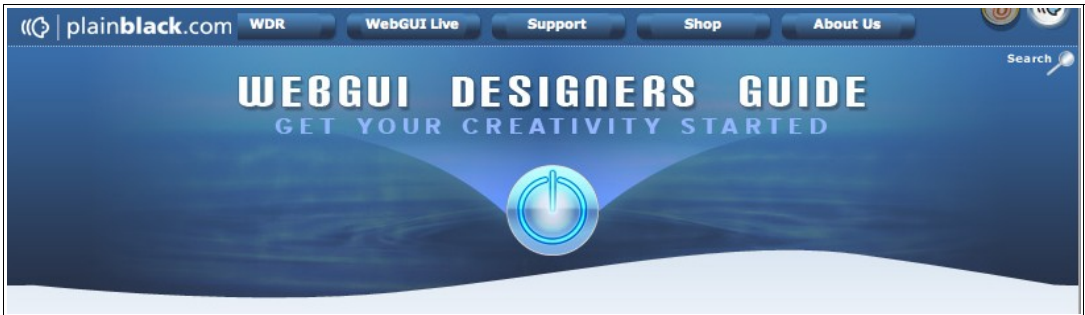 plainblack.com WDR WebGUI Live Support Shop About Us
Search
WEBGUI DESIGNERS GUIDE
GET YOUR CREATIVITY STARTED